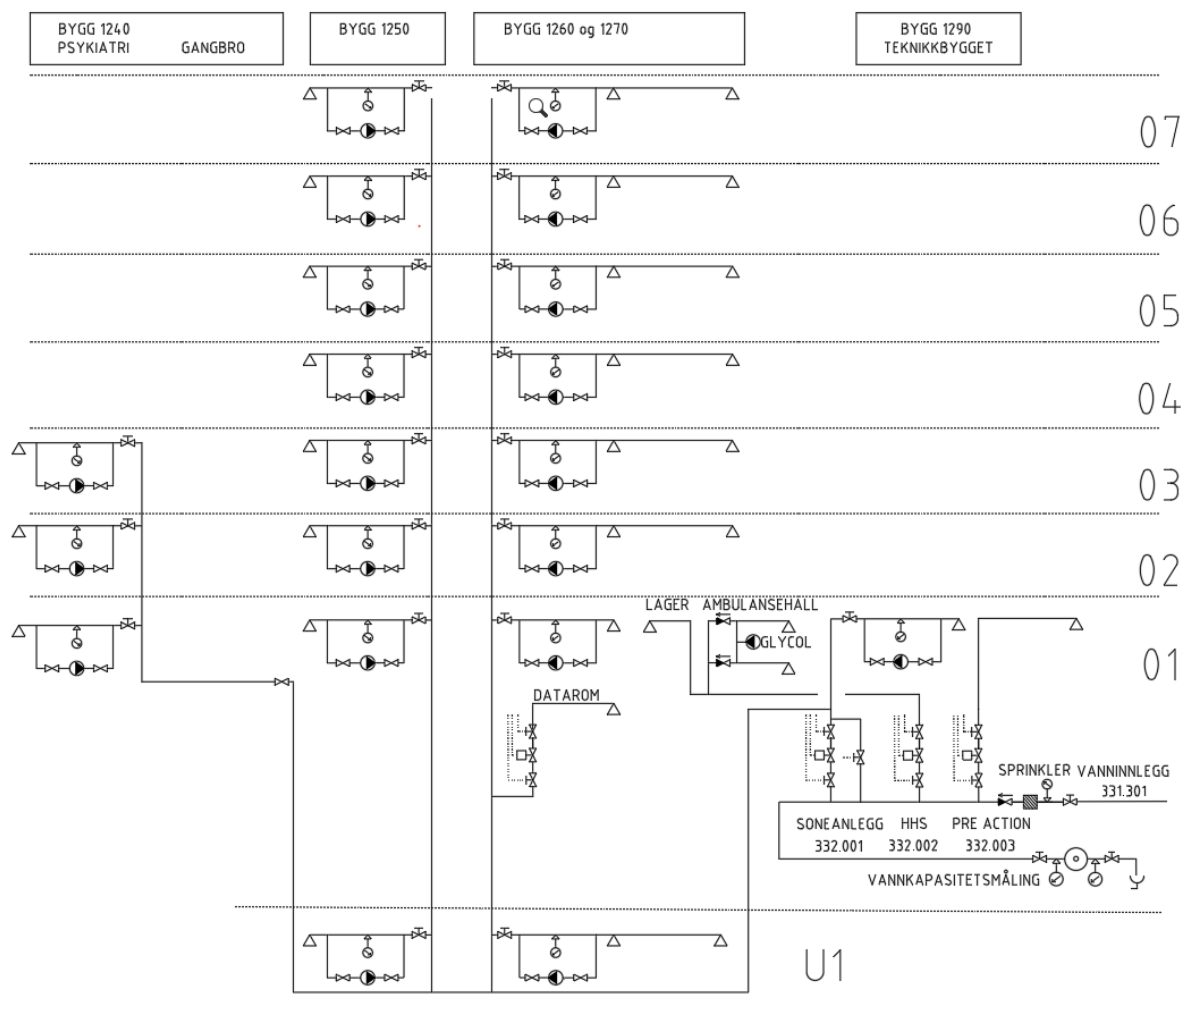 BYGG 1240
PSYKIATRI GANGBRO
BYGG 1250
BYGG 1260 og 1270
BYGG 1290
TEKNIKKBYGGET
07
06
05
04
03
02
LAGER AMBULANSEHALL
GLYCOL
01
DATAROM
SPRINKLER VANNINNLEGG
331.301
SONEANLEGG HHS PRE ACTION
332.001 332.002 332.003
VANNKAPASITETSMÅLING
U1